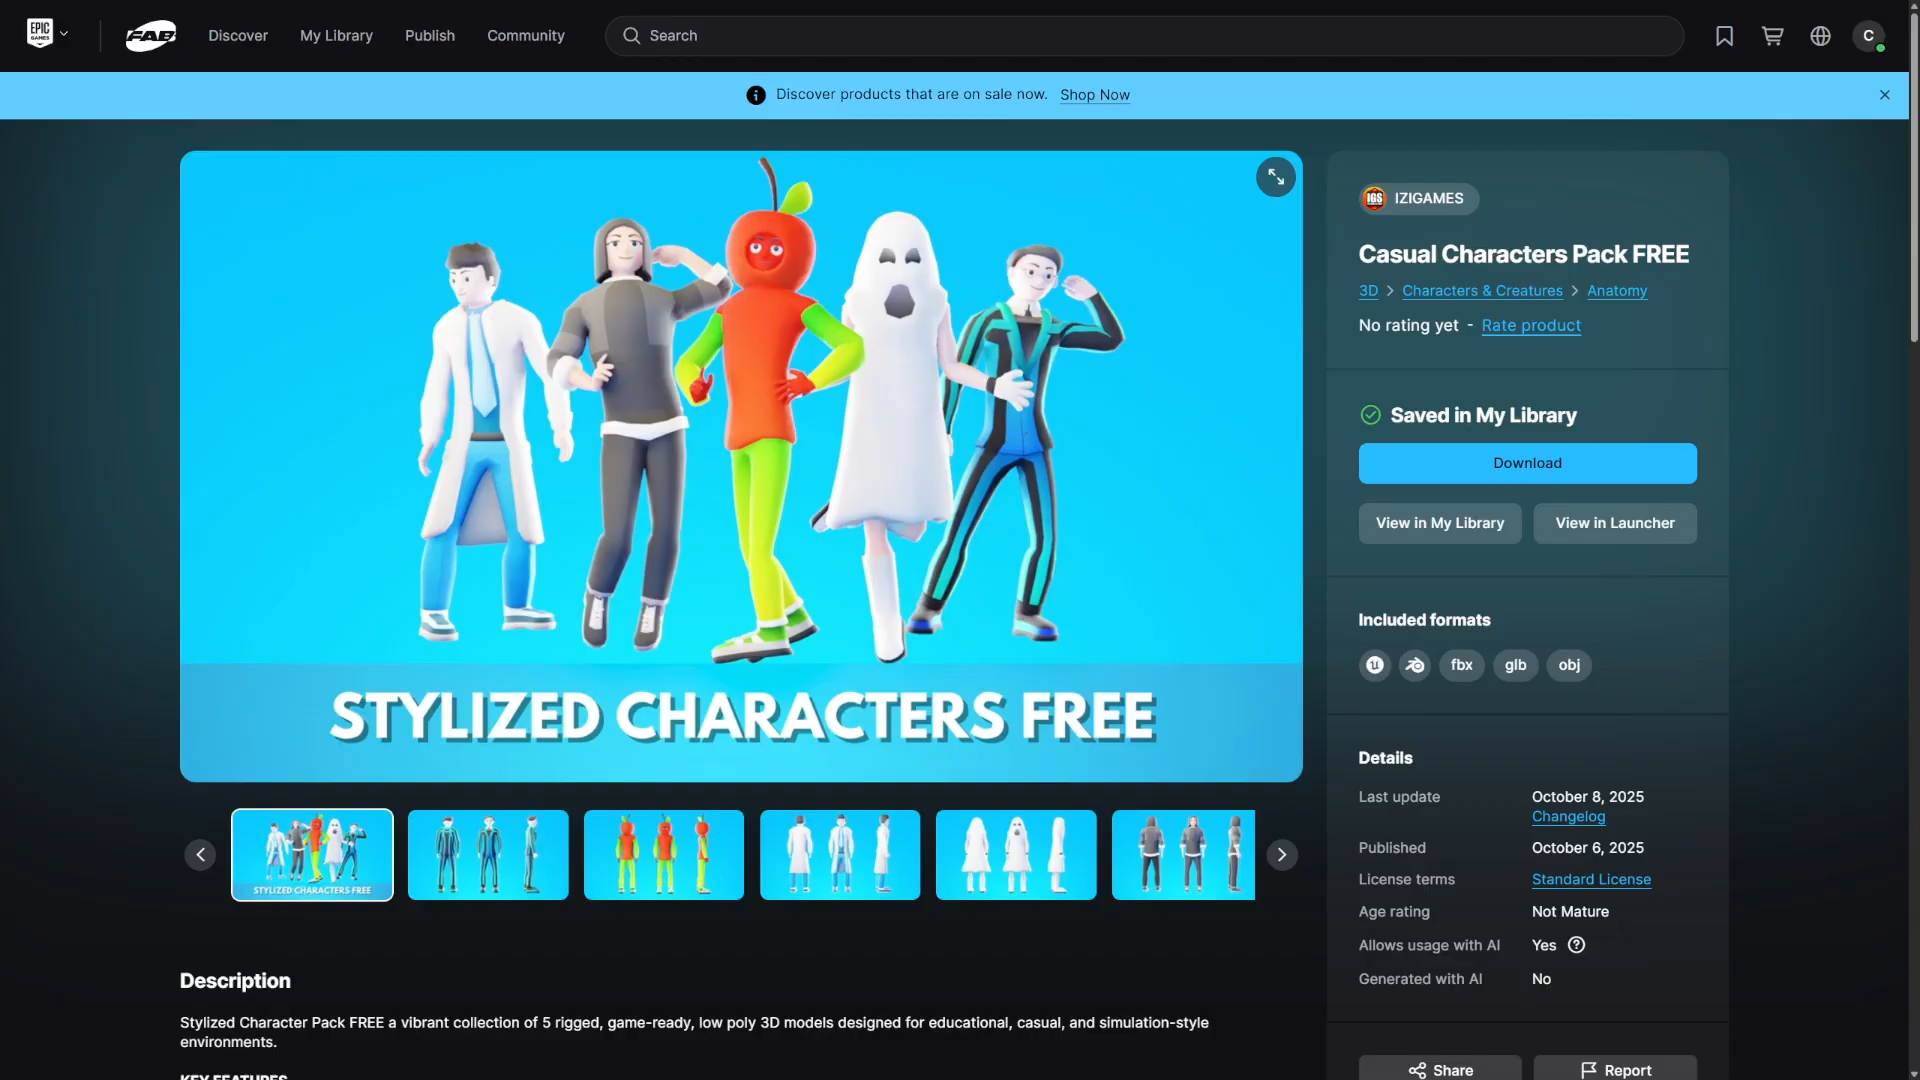 EPIC
GAMES
FAB
Discover
My Library
Publish
Community
Search
C
Discover products that are on sale now. Shop Now
STYLIZED CHARACTERS FREE
STYLIZED CHARACTERS FREE
IGS
IZIGAMES
Casual Characters Pack FREE
3D > Characters & Creatures > Anatomy
No rating yet - Rate product
Saved in My Library
Download
View in My Library
View in Launcher
Included formats
fbx
glb
obj
Details
Last update October 8, 2025
Changelog
Published October 6, 2025
License terms Standard License
Age rating Not Mature
Allows usage with AI Yes
Generated with AI No
Share
Report
Description
Stylized Character Pack FREE a vibrant collection of 5 rigged, game-ready, low poly 3D models designed for educational, casual, and simulation-style
environments.
KEY FEATURES